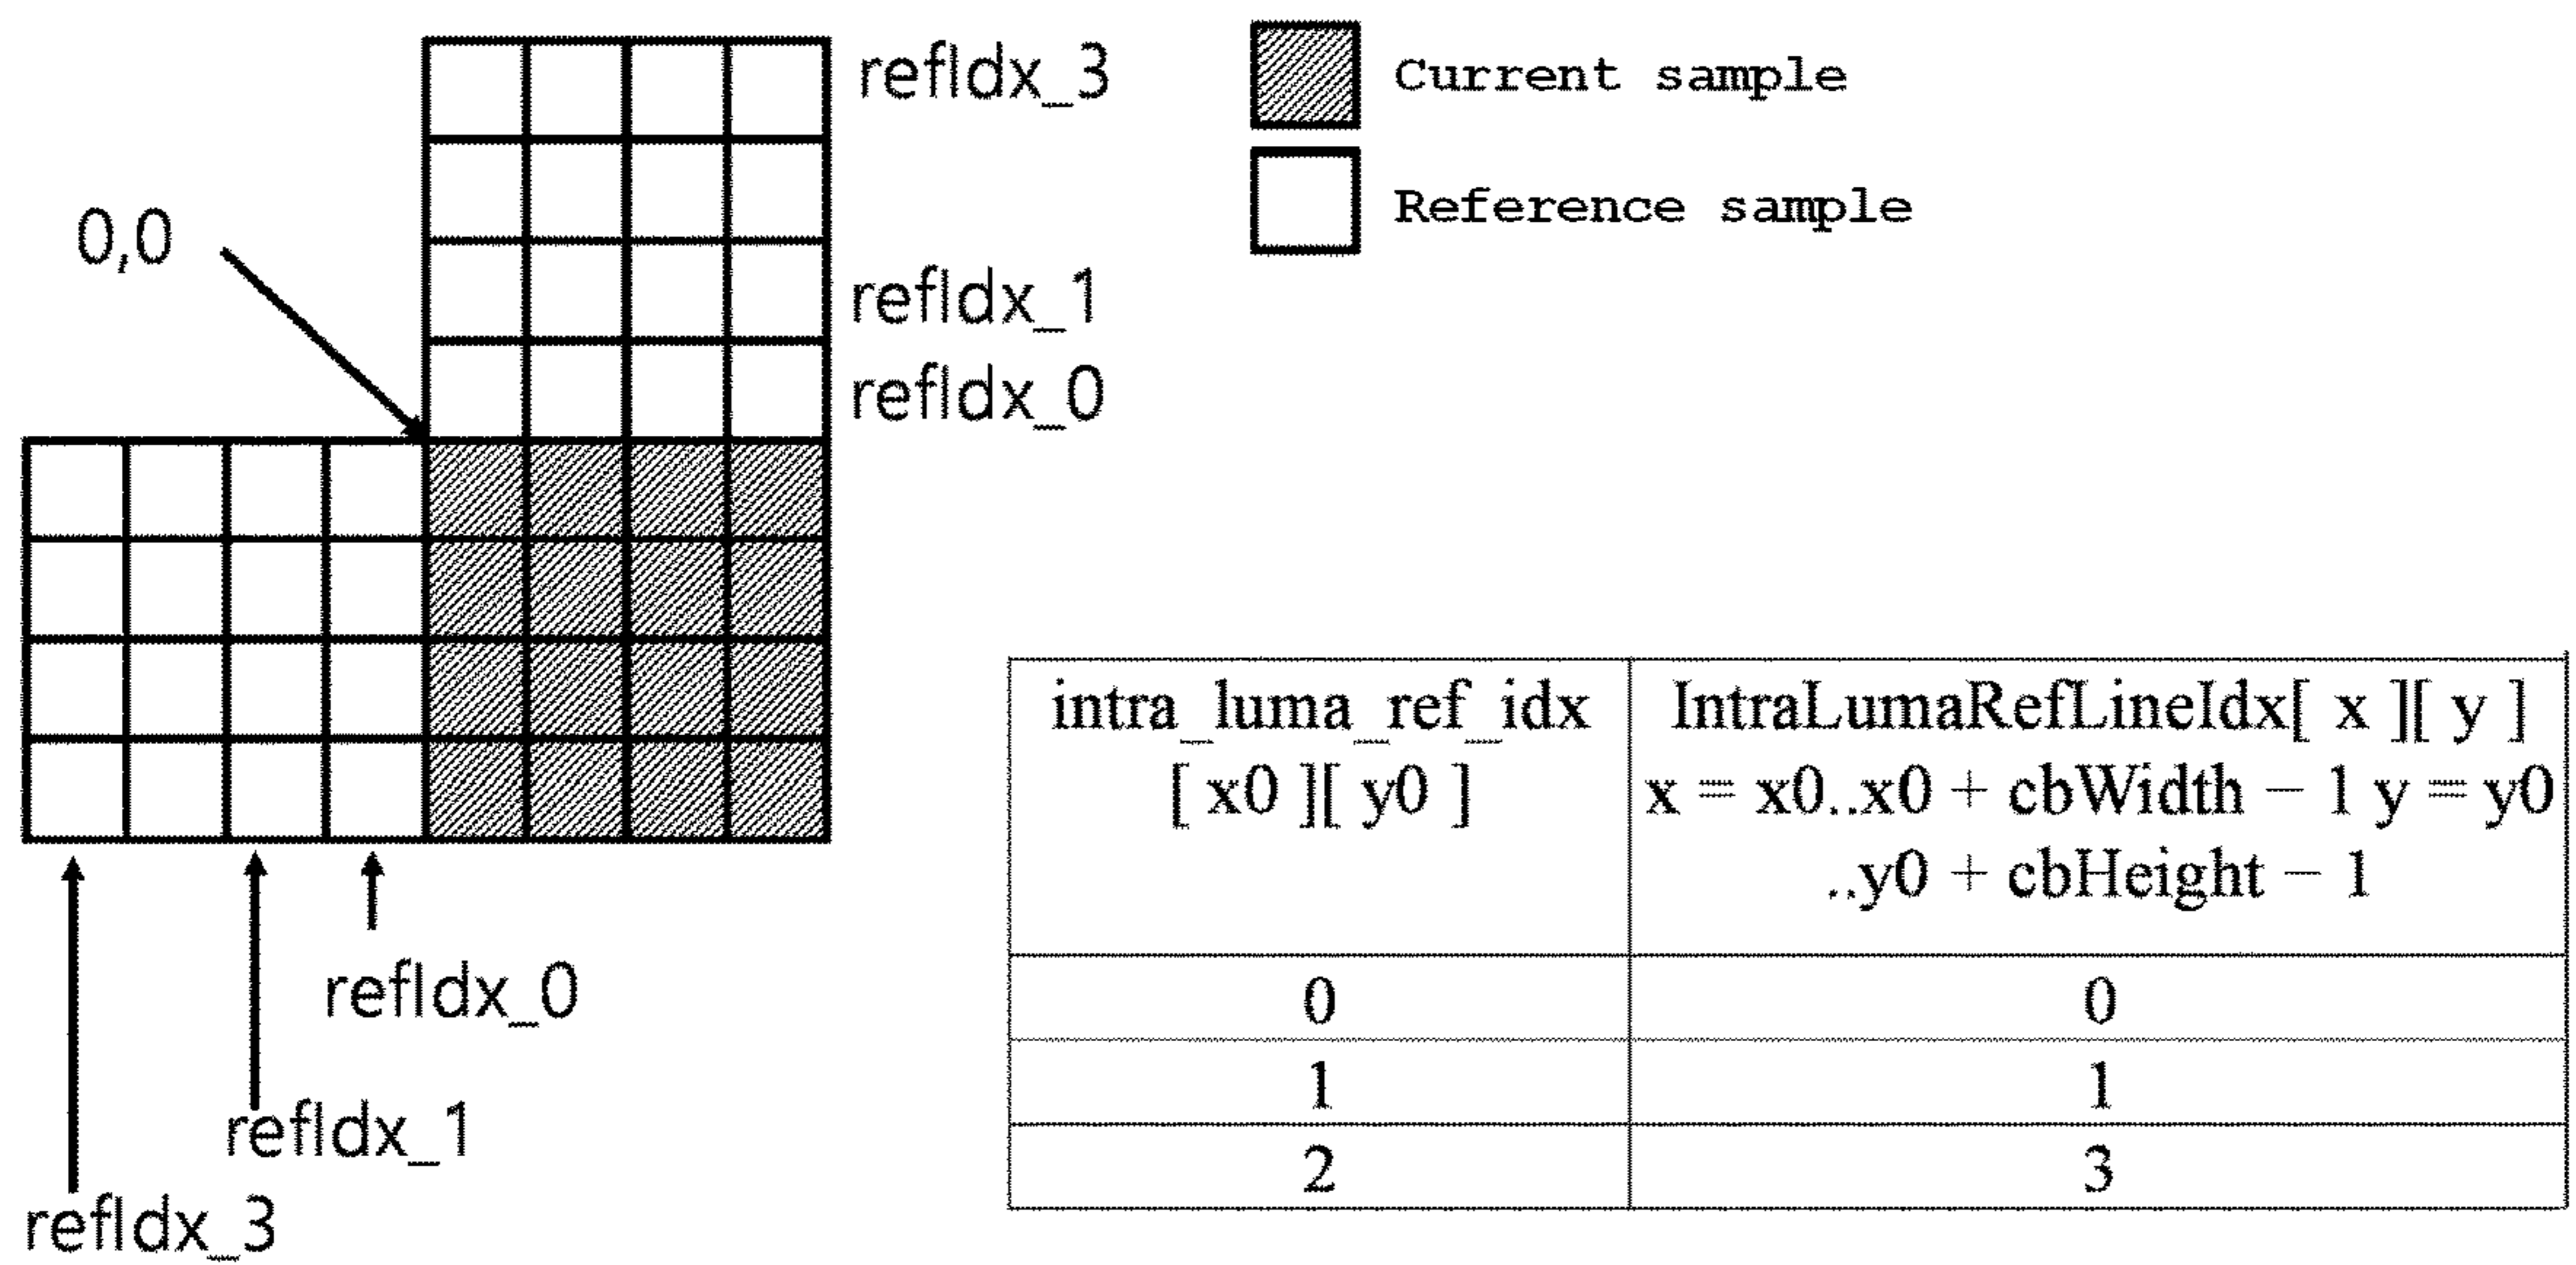 refIdx_3
Current sample
Reference sample
0,0
refIdx_1
refIdx_0
intra_luma_ref_idx
[ x0 ][ y0 ]
IntraLumaRefLineIdx[ x ][ y ]
x = x0..x0 + cbWidth − 1 y = y0
..y0 + cbHeight − 1
0 0
1 1
2 3
refIdx_0
refIdx_1
refIdx_3